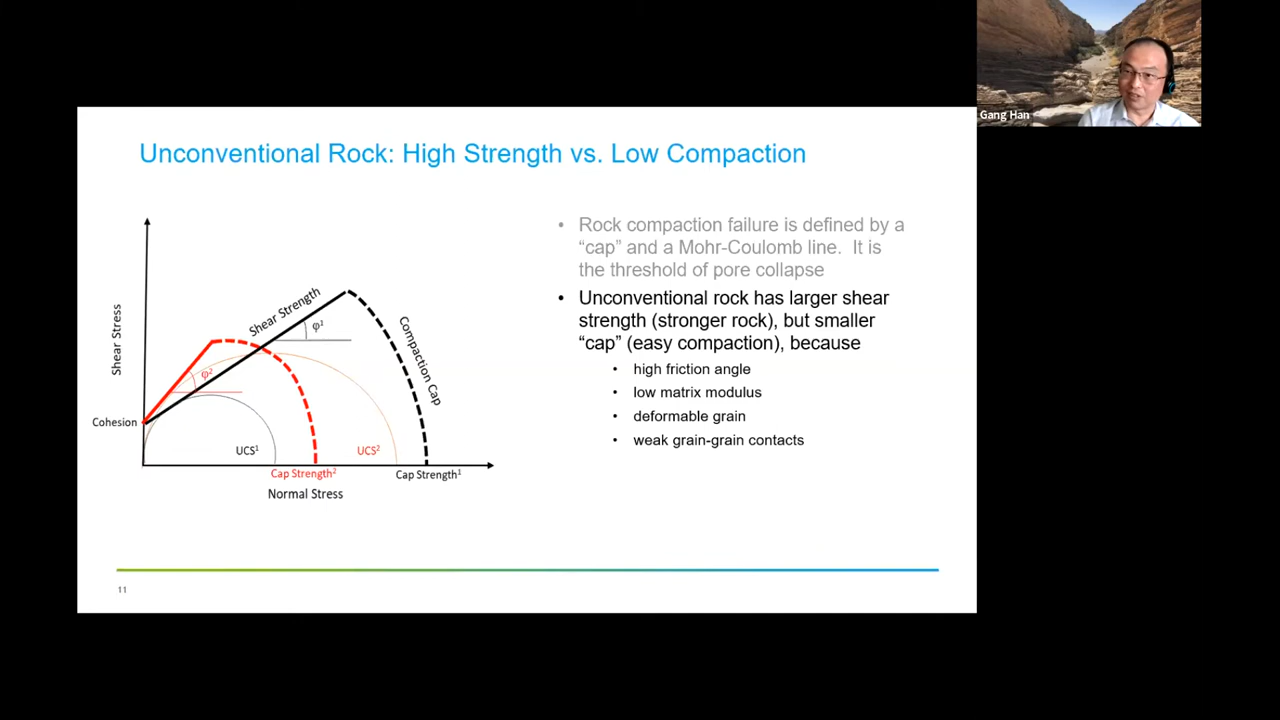 Gang Han
Unconventional Rock: High Strength vs. Low Compaction
Shear Stress
Shear Strength
φ¹
Compaction Cap
φ²
Cohesion
UCS¹
UCS²
Cap Strength²
Cap Strength¹
Normal Stress
• Rock compaction failure is defined by a
“cap” and a Mohr-Coulomb line. It is
the threshold of pore collapse
• Unconventional rock has larger shear
strength (stronger rock), but smaller
“cap” (easy compaction), because
• high friction angle
• low matrix modulus
• deformable grain
• weak grain-grain contacts
11